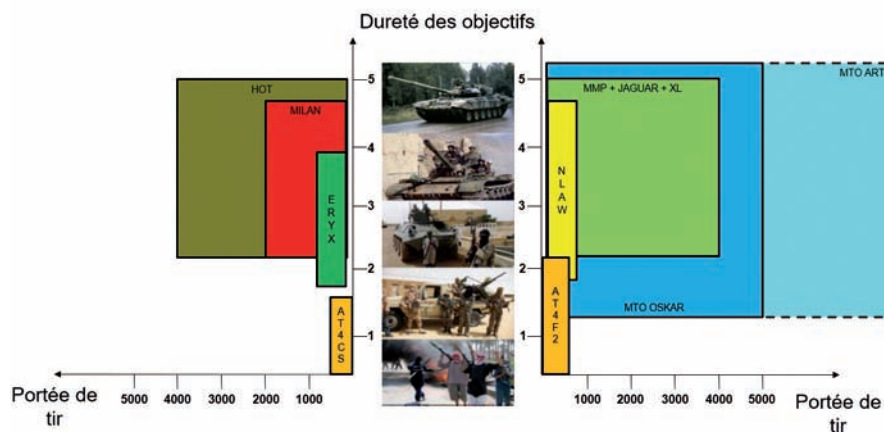 Dureté des objectifs
HOT
MILAN
ERYX
AT4CS
5
4
3
2
1
5
4
3
2
1
MMP + JAGUAR + XL
NLAW
AT4F2
MTO OSKAR
MTO ART
Portée de
tir
5000 4000 3000 2000 1000
1000 2000 3000 4000 5000
Portée de
tir